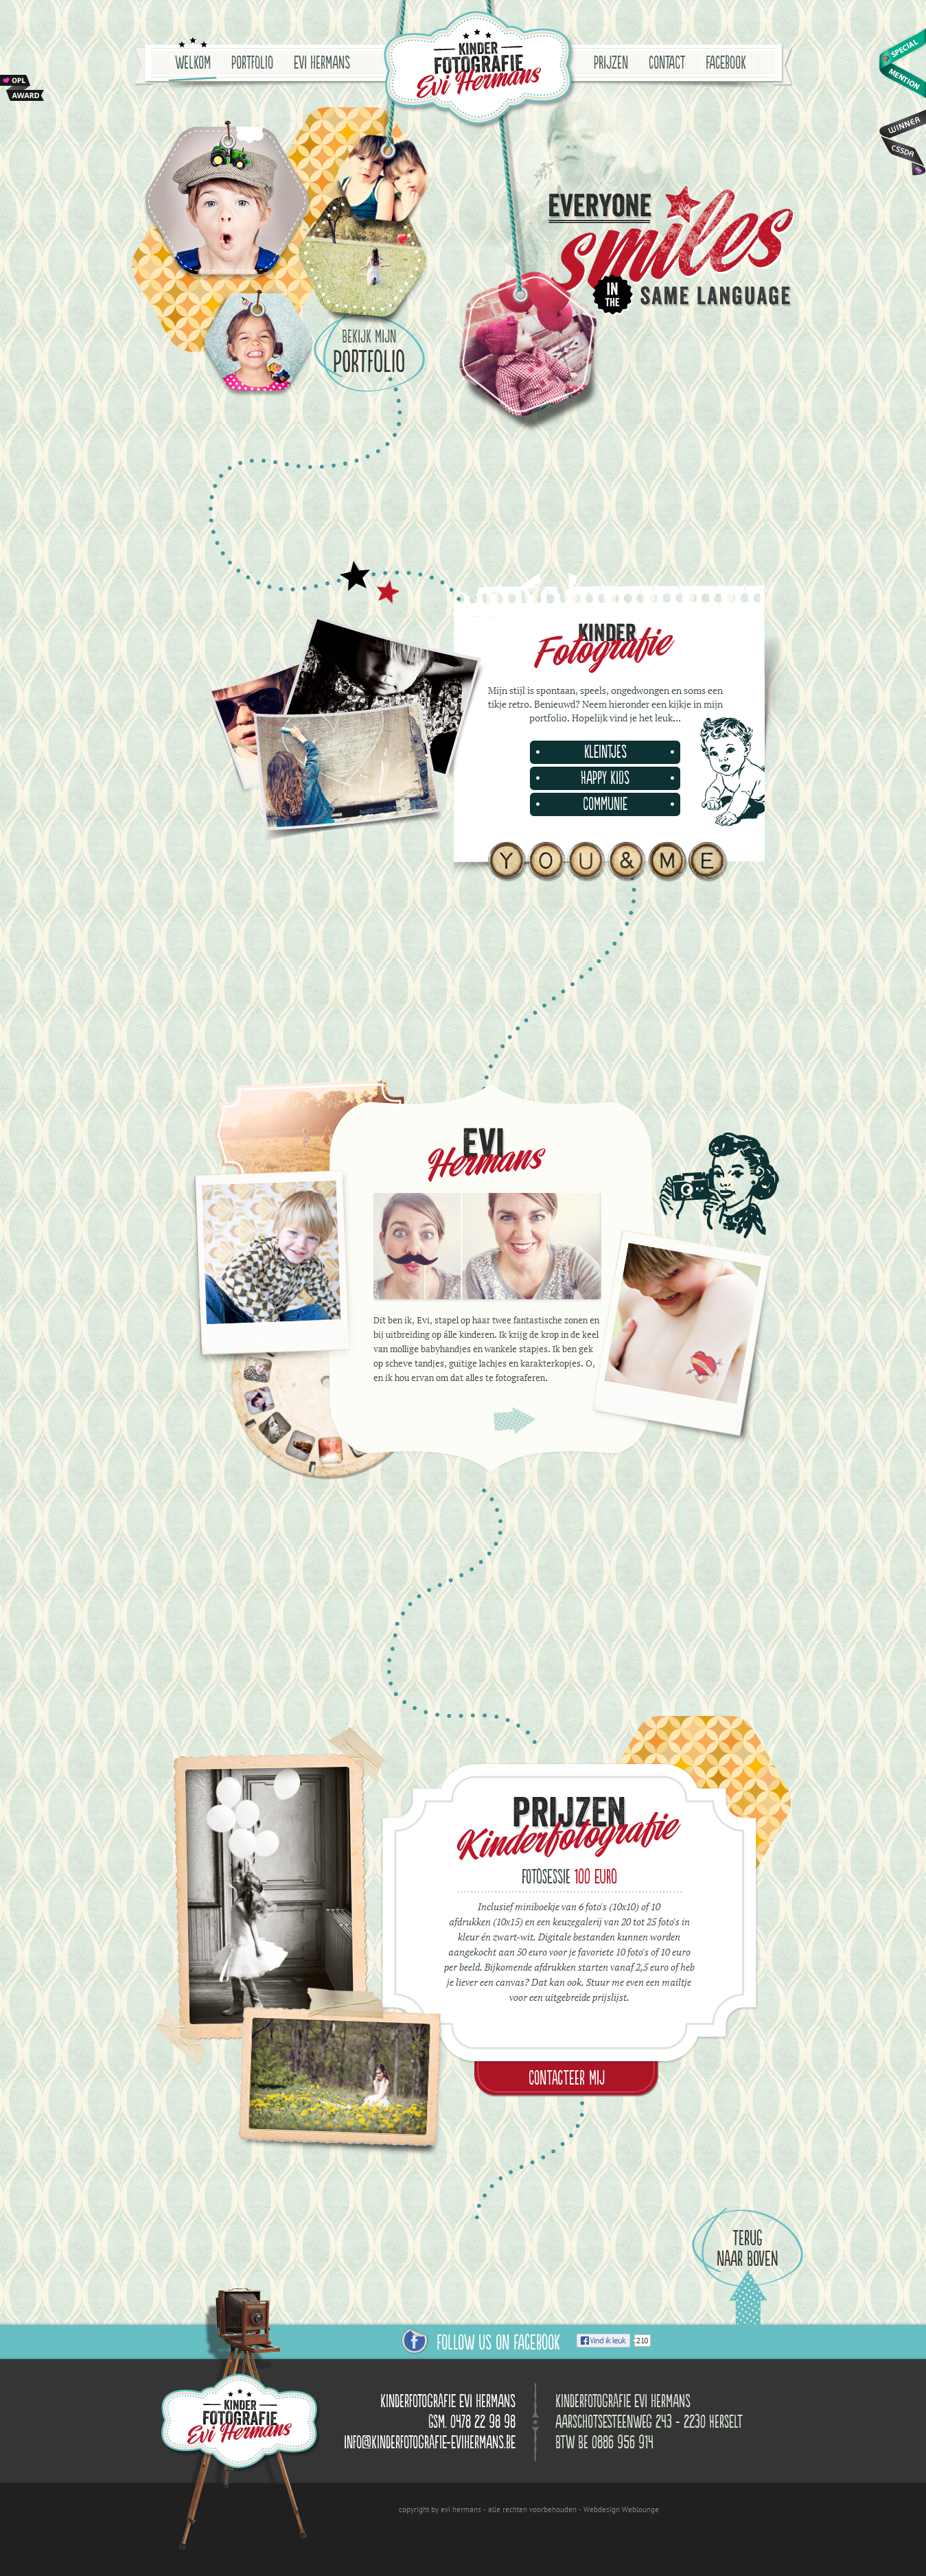 WELKOM PORTFOLIO EVI HERMANS
KINDER
FOTOGRAFIE
Evi Hermans
PRIJZEN CONTACT FACEBOOK
OPL
AWARD
SPECIAL
MENTION
WINNER
CSSDA
EVERYONE
smiles
IN
THE
SAME LANGUAGE
BEKIJK MIJN
PORTFOLIO
KINDER
Fotografie
Mijn stijl is spontaan, speels, ongedwongen en soms een
tikje retro. Benieuwd? Neem hieronder een kijkje in mijn
portfolio. Hopelijk vind je het leuk...
KLEINTJES
HAPPY KIDS
COMMUNIE
YOU&ME
EVI
Hermans
Dit ben ik, Evi, stapel op haar twee fantastische zonen en
bij uitbreiding op álle kinderen. Ik krijg de krop in de keel
van mollige babyhandjes en wankele stapjes. Ik ben gek
op scheve tandjes, guitige lachjes en karakterkopjes. O,
en ik hou ervan om dat alles te fotograferen.
PRIJZEN
Kinderfotografie
FOTOSESSIE 100 EURO
Inclusief miniboekje van 6 foto's (10x10) of 10
afdrukken (10x15) en een keuzegalerij van 20 tot 25 foto's in
kleur én zwart-wit. Digitale bestanden kunnen worden
aangekocht aan 50 euro voor je favoriete 10 foto's of 10 euro
per beeld. Bijkomende afdrukken starten vanaf 2,5 euro of heb
je liever een canvas? Dat kan ook. Stuur me even een mailtje
voor een uitgebreide prijslijst.
CONTACTEER MIJ
TERUG
NAAR BOVEN
FOLLOW US ON FACEBOOK
Vind ik leuk 210
KINDER
FOTOGRAFIE
Evi Hermans
KINDERFOTOGRAFIE EVI HERMANS
GSM. 0478 22 98 98
INFO@KINDERFOTOGRAFIE-EVIHERMANS.BE
KINDERFOTOGRAFIE EVI HERMANS
AARSCHOTSESTEENWEG 243 - 2230 HERSELT
BTW BE 0886 956 914
copyright by evi hermans - alle rechten voorbehouden - Webdesign Weblounge